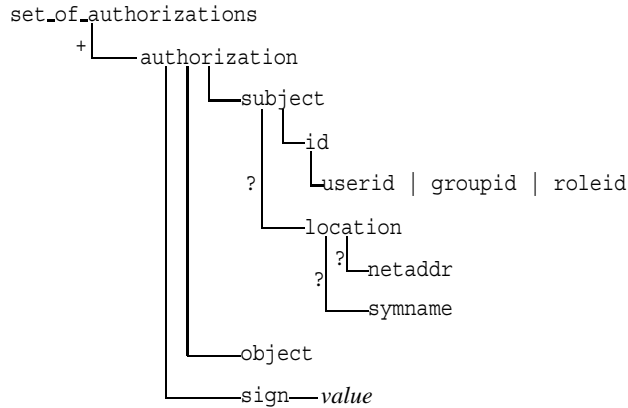 set_of_authorizations
+
authorization
subject
id
?
userid | groupid | roleid
location
?
netaddr
?
symname
object
sign value